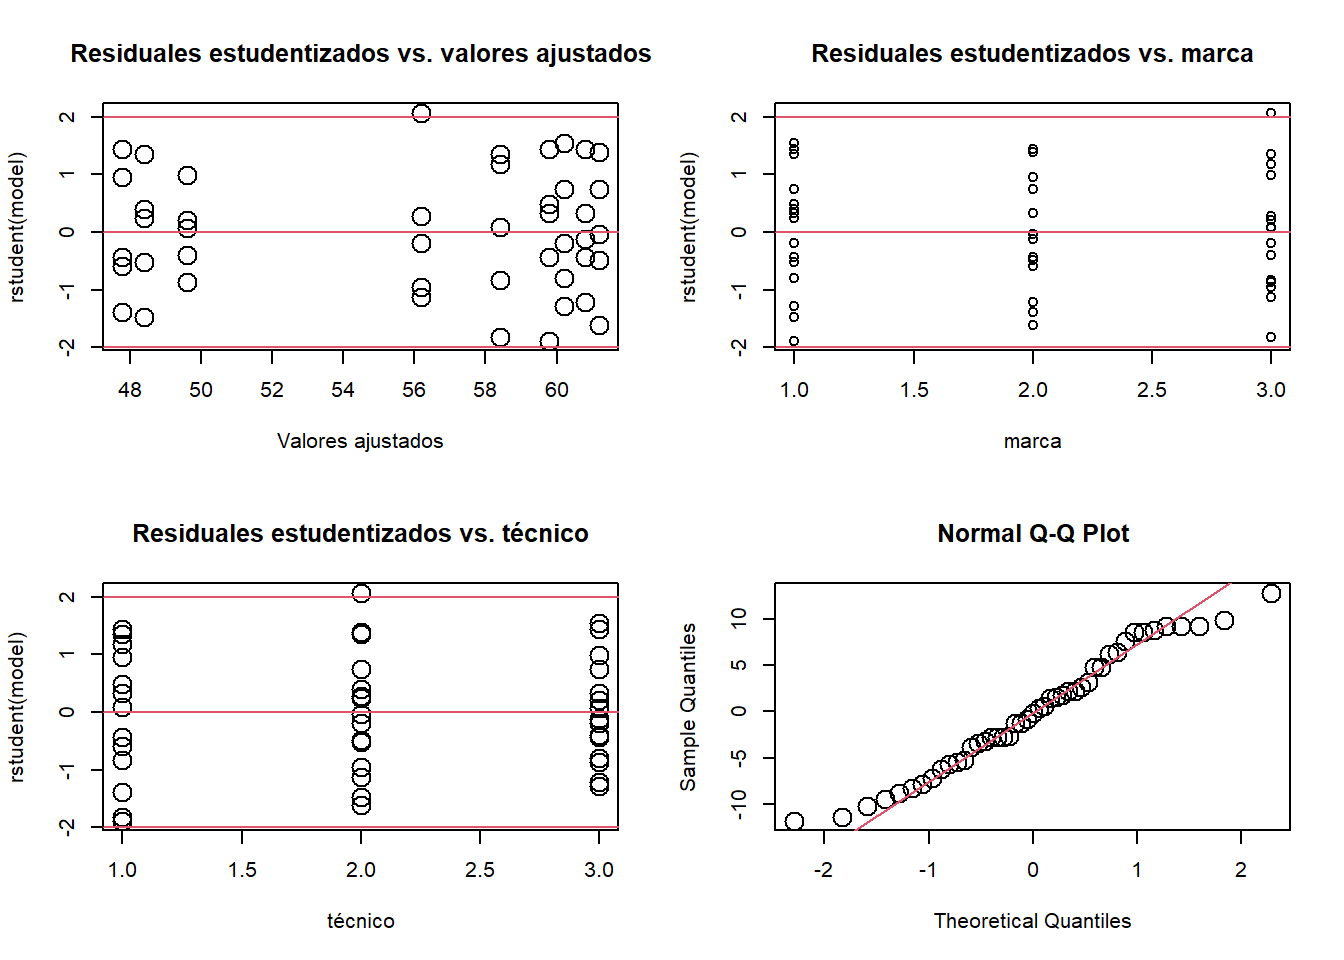 Residuales estudentizados vs. valores ajustados
rstudent(model)
2
1
0
-1
-2
48 50 52 54 56 58 60
Valores ajustados
Residuales estudentizados vs. marca
rstudent(model)
2
1
0
-1
-2
1.0 1.5 2.0 2.5 3.0
marca
Residuales estudentizados vs. técnico
rstudent(model)
2
1
0
-1
-2
1.0 1.5 2.0 2.5 3.0
técnico
Normal Q-Q Plot
Sample Quantiles
10
5
0
-5
-10
-2 -1 0 1 2
Theoretical Quantiles